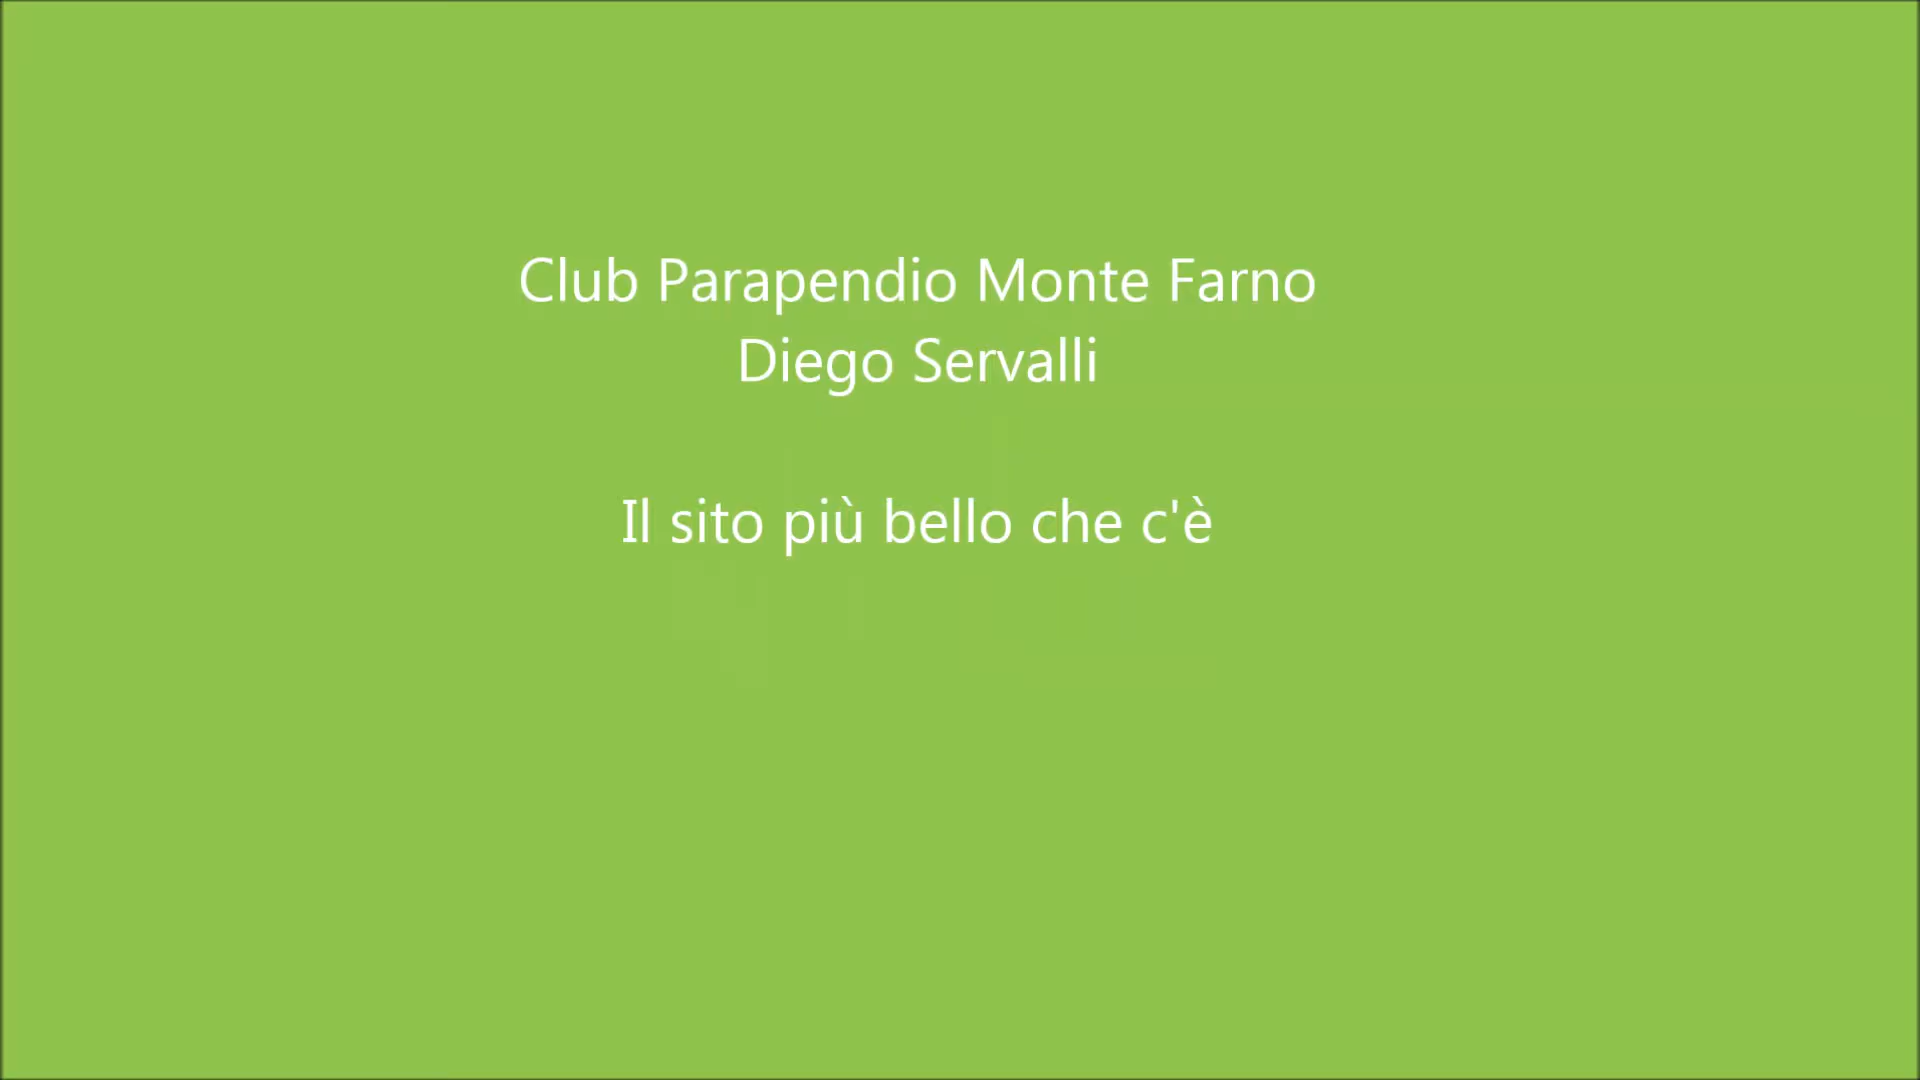 Club Parapendio Monte Farno
Diego Servalli
Il sito più bello che c'è